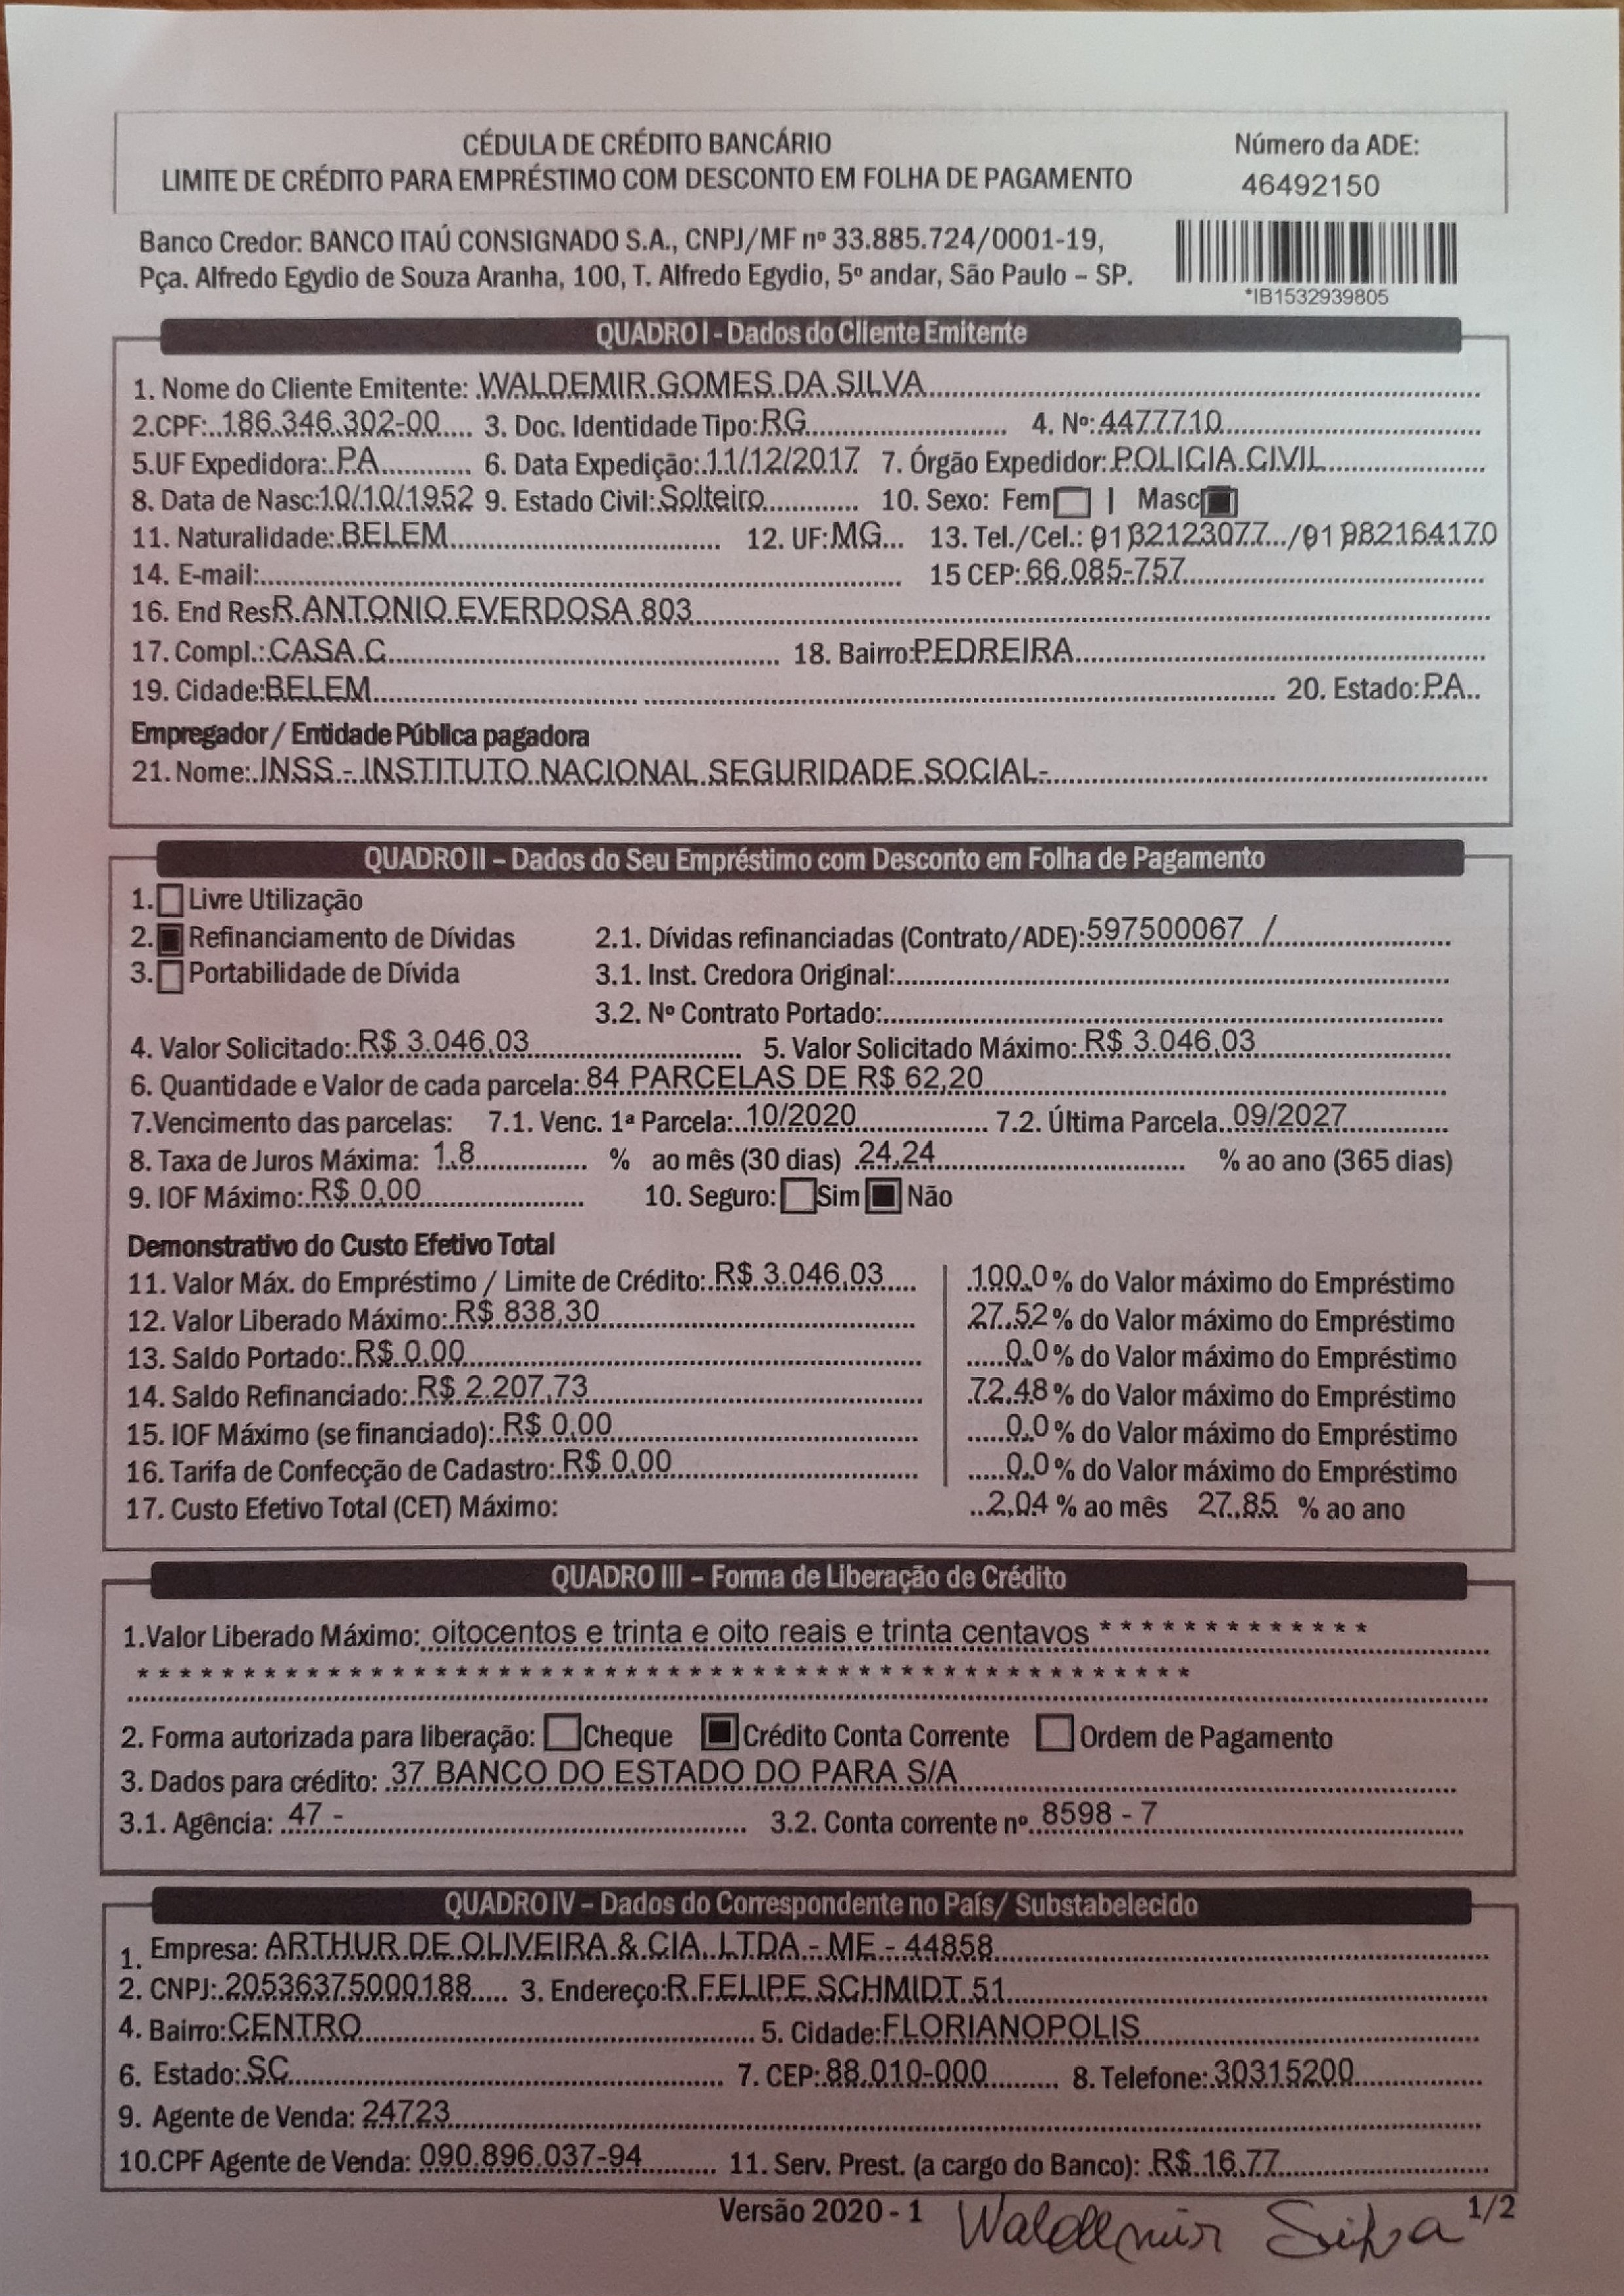 CÉDULA DE CRÉDITO BANCÁRIO
LIMITE DE CRÉDITO PARA EMPRÉSTIMO COM DESCONTO EM FOLHA DE PAGAMENTO
Número da ADE:
46492150
Banco Credor: BANCO ITAÚ CONSIGNADO S.A., CNPJ/MF nº 33.885.724/0001-19,
Pça. Alfredo Egydio de Souza Aranha, 100, T. Alfredo Egydio, 5º andar, São Paulo – SP.
*IB1532939805
QUADRO I - Dados do Cliente Emitente
1. Nome do Cliente Emitente: WALDEMIR GOMES DA SILVA
2.CPF: 186.346.302-00 3. Doc. Identidade Tipo: RG 4. Nº: 4477710
5.UF Expedidora: PA 6. Data Expedição: 11/12/2017 7. Órgão Expedidor: POLICIA CIVIL
8. Data de Nasc: 10/10/1952 9. Estado Civil: Solteiro 10. Sexo: Fem | Masc
11. Naturalidade: BELEM 12. UF: MG 13. Tel./Cel.: 91)32123077 /91)982164170
14. E-mail: 15 CEP: 66.085-757
16. End Res R ANTONIO EVERDOSA 803
17. Compl.: CASA C 18. Bairro: PEDREIRA
19. Cidade: BELEM 20. Estado: PA
Empregador / Entidade Pública pagadora
21. Nome: INSS - INSTITUTO NACIONAL SEGURIDADE SOCIAL-
QUADRO II – Dados do Seu Empréstimo com Desconto em Folha de Pagamento
1. Livre Utilização
2. Refinanciamento de Dívidas 2.1. Dívidas refinanciadas (Contrato/ADE): 597500067 /
3. Portabilidade de Dívida 3.1. Inst. Credora Original:
3.2. Nº Contrato Portado:
4. Valor Solicitado: R$ 3.046,03 5. Valor Solicitado Máximo: R$ 3.046,03
6. Quantidade e Valor de cada parcela: 84 PARCELAS DE R$ 62,20
7.Vencimento das parcelas: 7.1. Venc. 1ª Parcela: 10/2020 7.2. Última Parcela 09/2027
8. Taxa de Juros Máxima: 1.8 % ao mês (30 dias) 24,24 % ao ano (365 dias)
9. IOF Máximo: R$ 0,00 10. Seguro: Sim Não
Demonstrativo do Custo Efetivo Total
11. Valor Máx. do Empréstimo / Limite de Crédito: R$ 3.046,03 100.0 % do Valor máximo do Empréstimo
12. Valor Liberado Máximo: R$ 838,30 27.52 % do Valor máximo do Empréstimo
13. Saldo Portado: R$ 0,00 0.0 % do Valor máximo do Empréstimo
14. Saldo Refinanciado: R$ 2.207,73 72.48 % do Valor máximo do Empréstimo
15. IOF Máximo (se financiado): R$ 0,00 0.0 % do Valor máximo do Empréstimo
16. Tarifa de Confecção de Cadastro: R$ 0,00 0.0 % do Valor máximo do Empréstimo
17. Custo Efetivo Total (CET) Máximo: 2,04 % ao mês 27.85 % ao ano
QUADRO III – Forma de Liberação de Crédito
1.Valor Liberado Máximo: oitocentos e trinta e oito reais e trinta centavos * * * * * * * * * * * * *
* * * * * * * * * * * * * * * * * * * * * * * * * * * * * * * * * * * * * * * * * * *
2. Forma autorizada para liberação: Cheque Crédito Conta Corrente Ordem de Pagamento
3. Dados para crédito: 37 BANCO DO ESTADO DO PARA S/A
3.1. Agência: 47 - 3.2. Conta corrente nº 8598 - 7
QUADRO IV – Dados do Correspondente no País/ Substabelecido
1. Empresa: ARTHUR DE OLIVEIRA & CIA. LTDA - ME - 44858
2. CNPJ: 20536375000188 3. Endereço: R FELIPE SCHMIDT 51
4. Bairro: CENTRO 5. Cidade: FLORIANOPOLIS
6. Estado: SC 7. CEP: 88.010-000 8. Telefone: 30315200
9. Agente de Venda: 24723
10.CPF Agente de Venda: 090.896.037-94 11. Serv. Prest. (a cargo do Banco): R$ 16,77
Versão 2020 - 1 Waldemir Silva 1/2